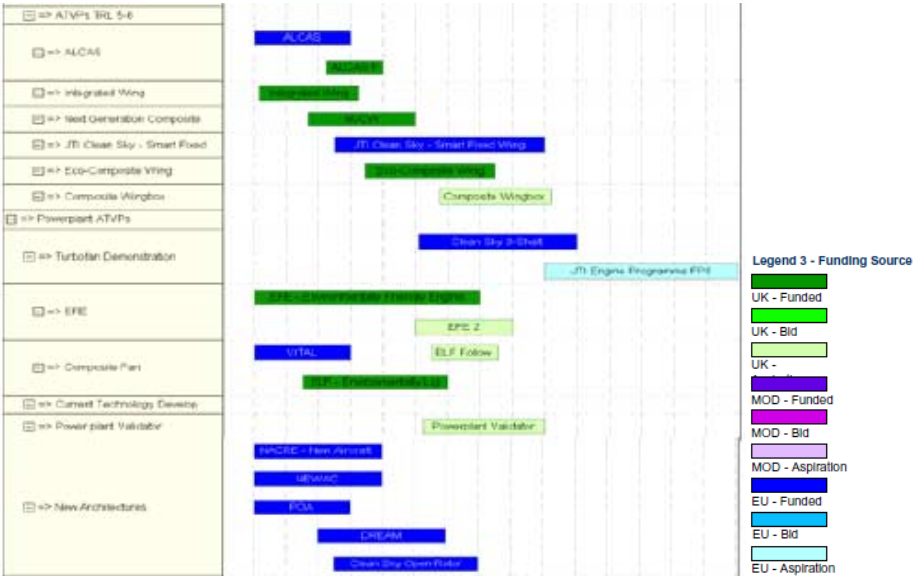 => ATVPs TRL 5-6
=> ALCAS
ALCAS
=> Integrated Wing
Integrated Wing
=> Next Generation Composite
=> JTI Clean Sky - Smart Fixed
JTI Clean Sky - Smart Fixed Wing
=> Eco-Composite Wing
Eco-Composite Wing
=> Composite Wingbox
Composite Wingbox
=> Powerplant ATVPs
=> Turbofan Demonstration
Clean Sky 3-Shaft
JTI Engine Programme FP8
=> EFE
EFE - Environmentally Friendly Engine
EFE 2
=> Composite Fan
VITAL
ELF Follow
ELF - Environmentally
=> Current Technology Develop
=> Power plant Validator
Powerplant Validator
=> New Architectures
NACRE - New Aircraft
NEWAC
POA
DREAM
Clean Sky Open Rotor
Legend 3 - Funding Source
UK - Funded
UK - Bid
UK -
MOD - Funded
MOD - Bid
MOD - Aspiration
EU - Funded
EU - Bid
EU - Aspiration